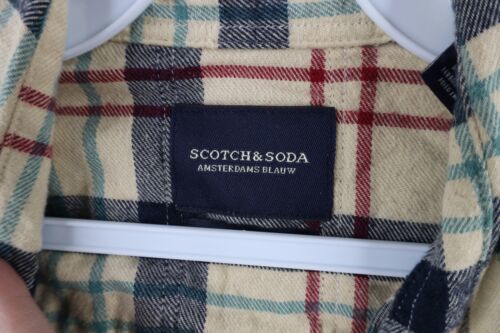 SCOTCH & SODA
AMSTERDAMS BLAUW